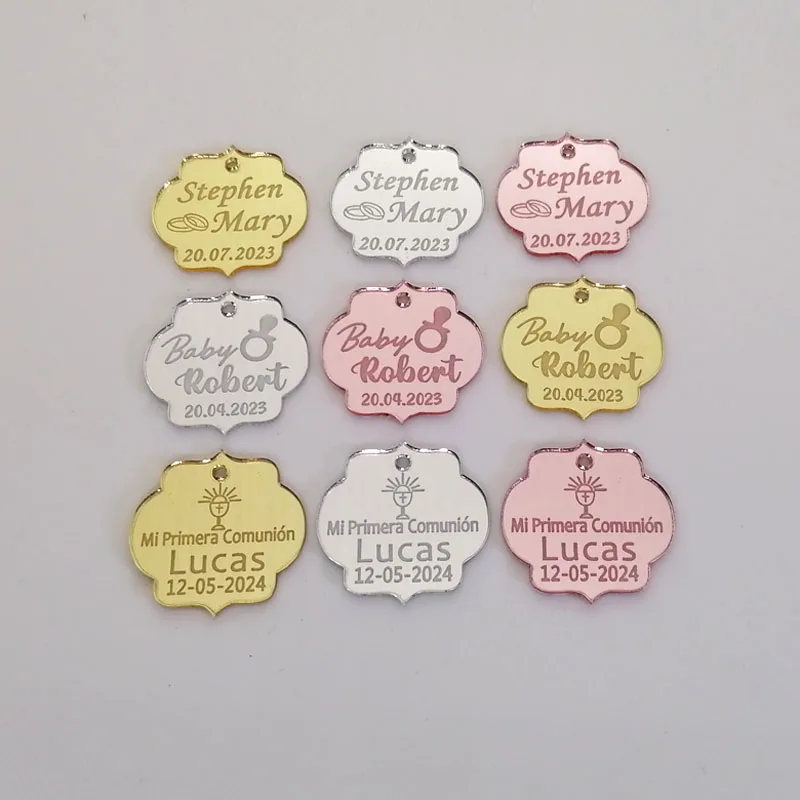 Stephen
Mary
20.07.2023
Stephen
Mary
20.07.2023
Stephen
Mary
20.07.2023
Baby
Robert
20.04.2023
Baby
Robert
20.04.2023
Baby
Robert
20.04.2023
Mi Primera Comunión
Lucas
12-05-2024
Mi Primera Comunión
Lucas
12-05-2024
Mi Primera Comunión
Lucas
12-05-2024